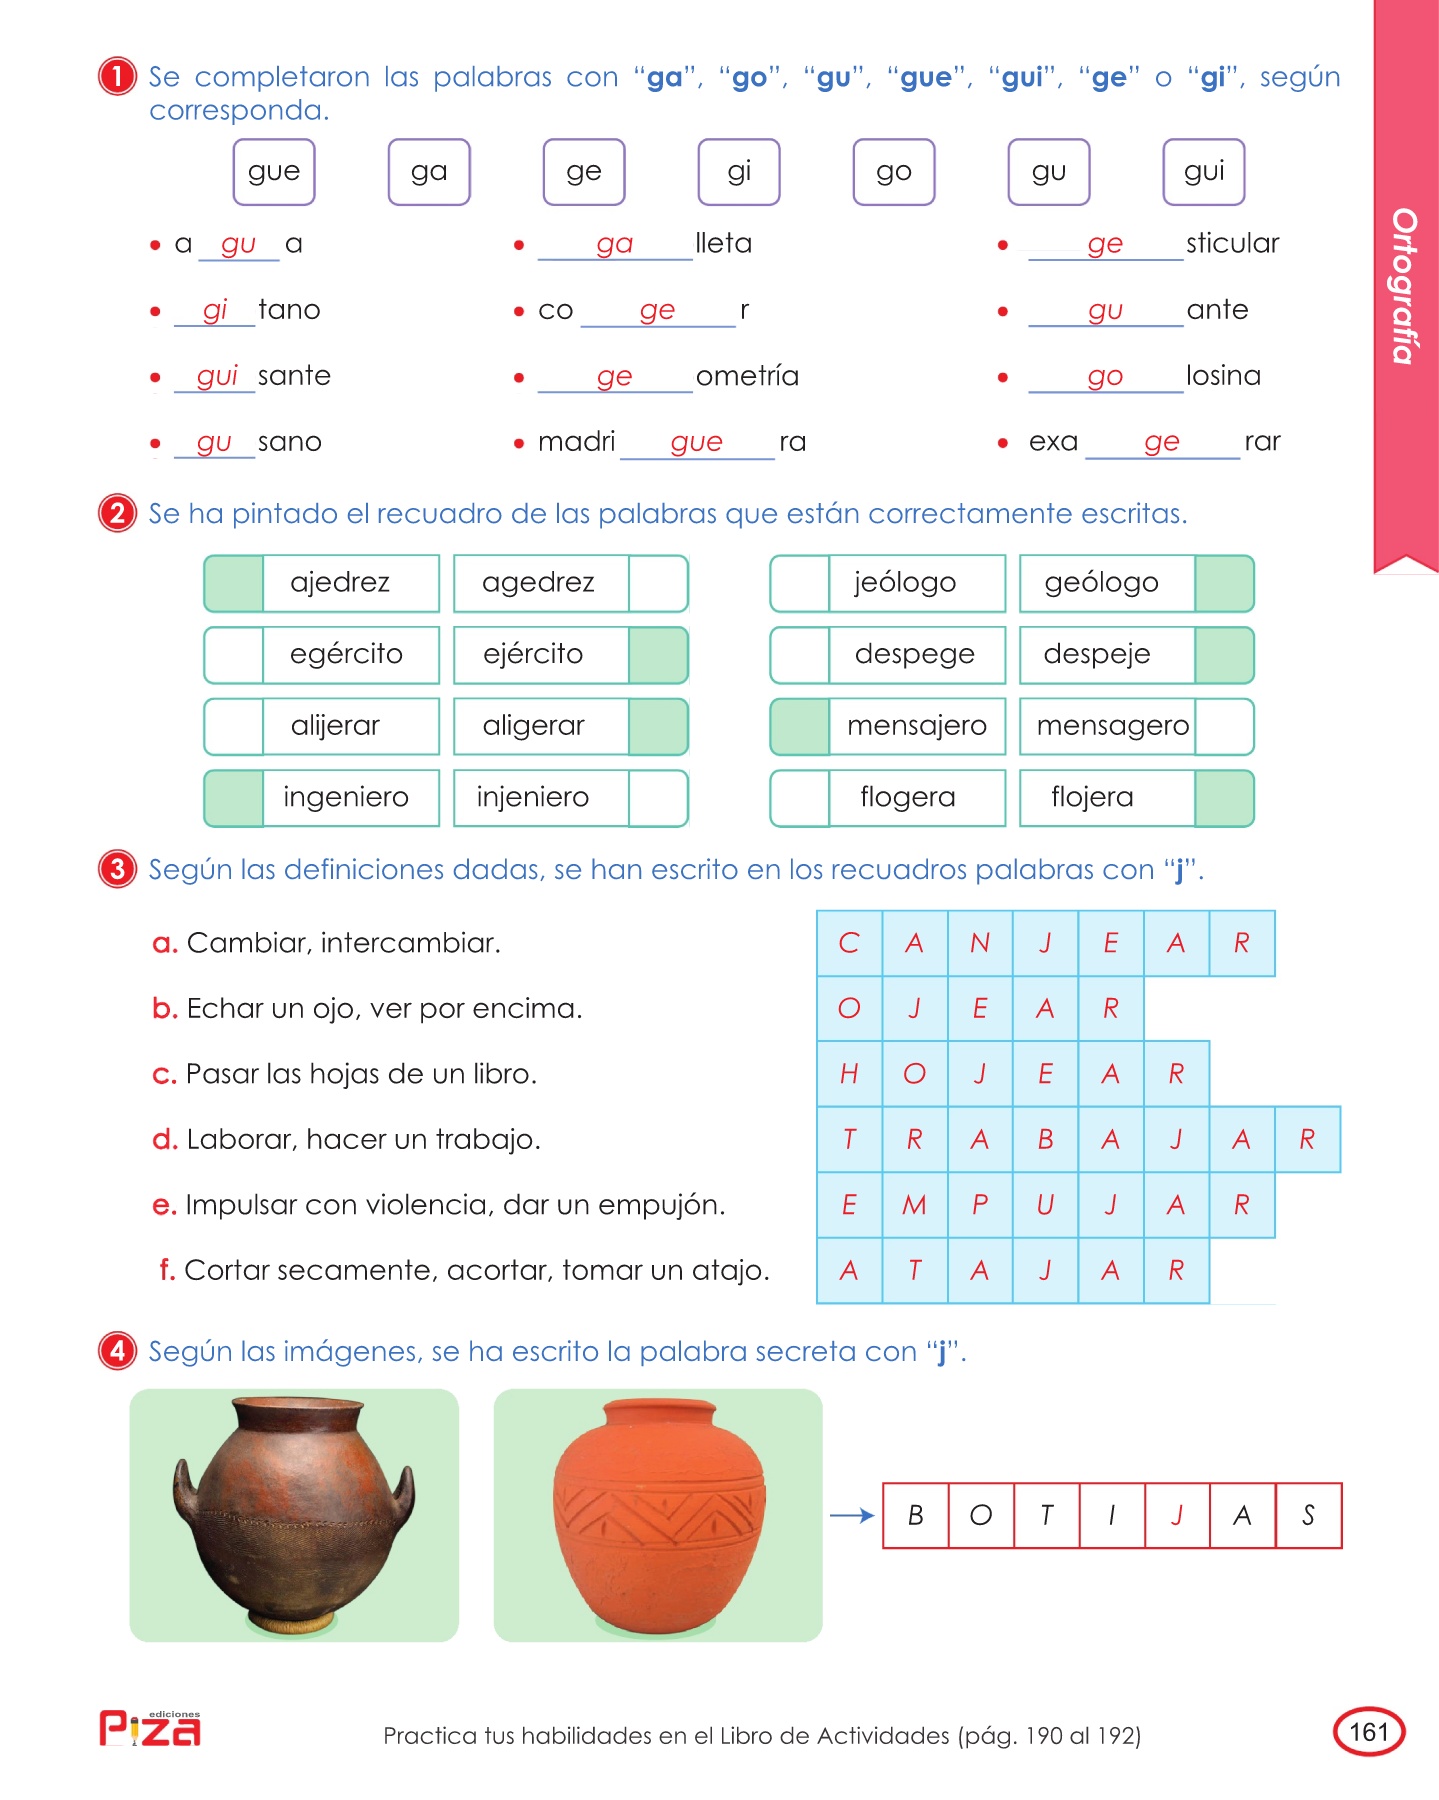 1 Se completaron las palabras con “ga”, “go”, “gu”, “gue”, “gui”, “ge” o “gi”, según
corresponda.
gue ga ge gi go gu gui
• a gu a • ga lleta • ge sticular
• gi tano • co ge r • gu ante
• gui sante • ge ometría • go losina
• gu sano • madri gue ra • exa ge rar
2 Se ha pintado el recuadro de las palabras que están correctamente escritas.
ajedrez agedrez jeólogo geólogo
egército ejército despege despeje
alijerar aligerar mensajero mensagero
ingeniero injeniero flogera flojera
3 Según las definiciones dadas, se han escrito en los recuadros palabras con “j”.
a. Cambiar, intercambiar. C A N J E A R
b. Echar un ojo, ver por encima. O J E A R
c. Pasar las hojas de un libro. H O J E A R
d. Laborar, hacer un trabajo. T R A B A J A R
e. Impulsar con violencia, dar un empujón. E M P U J A R
f. Cortar secamente, acortar, tomar un atajo. A T A J A R
4 Según las imágenes, se ha escrito la palabra secreta con “j”.
B O T I J A S
Ortografía
ediciones
Piza
Practica tus habilidades en el Libro de Actividades (pág. 190 al 192)
161